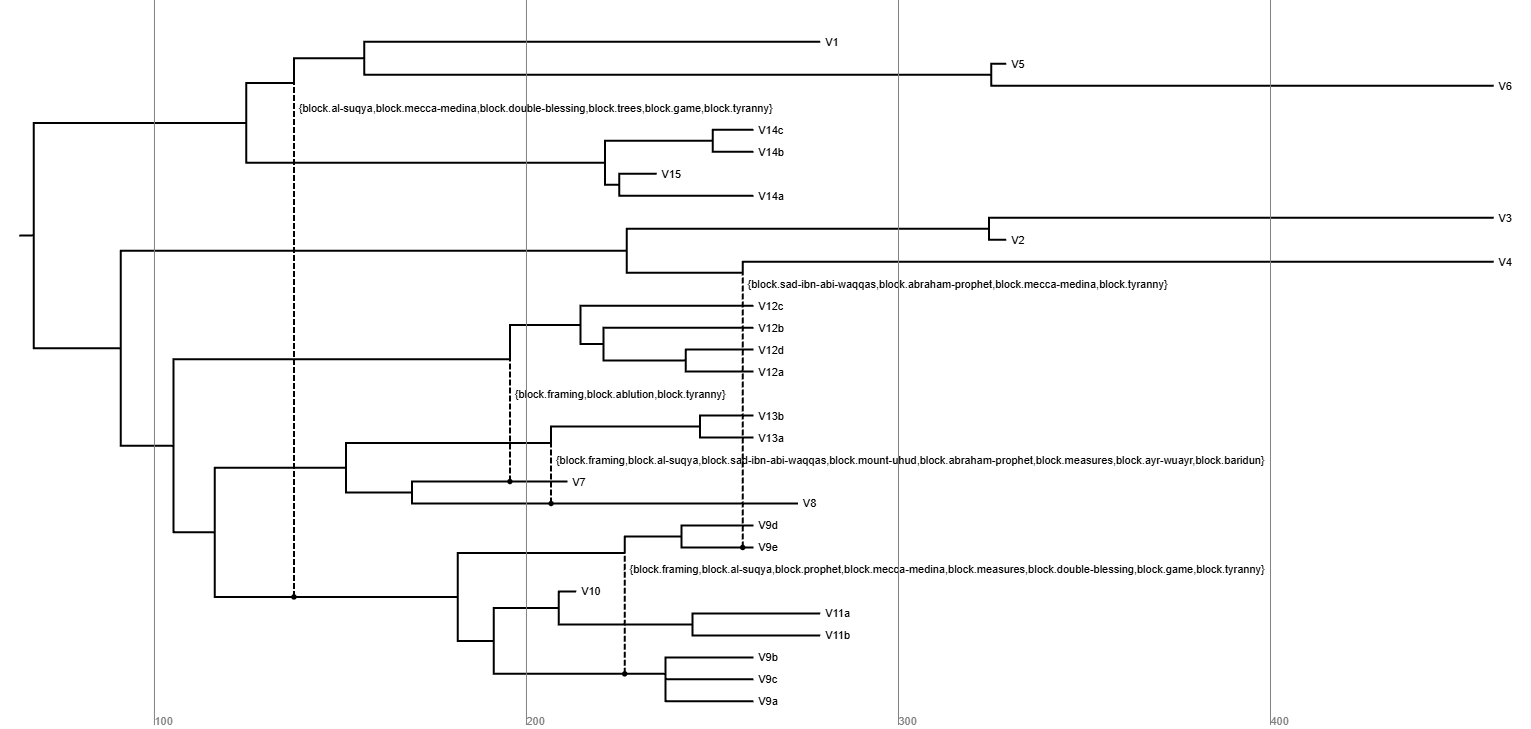 V1
V5
V6
{block.al-suqya,block.mecca-medina,block.double-blessing,block.trees,block.game,block.tyranny}
V14c
V14b
V15
V14a
V3
V2
V4
{block.sad-ibn-abi-waqqas,block.abraham-prophet,block.mecca-medina,block.tyranny}
V12c
V12b
V12d
V12a
{block.framing,block.ablution,block.tyranny}
V13b
V13a
{block.framing,block.al-suqya,block.sad-ibn-abi-waqqas,block.mount-uhud,block.abraham-prophet,block.measures,block.ayr-wuayr,block.baridun}
V7
V8
V9d
V9e
{block.framing,block.al-suqya,block.prophet,block.mecca-medina,block.measures,block.double-blessing,block.game,block.tyranny}
V10
V11a
V11b
V9b
V9c
V9a
100 200 300 400